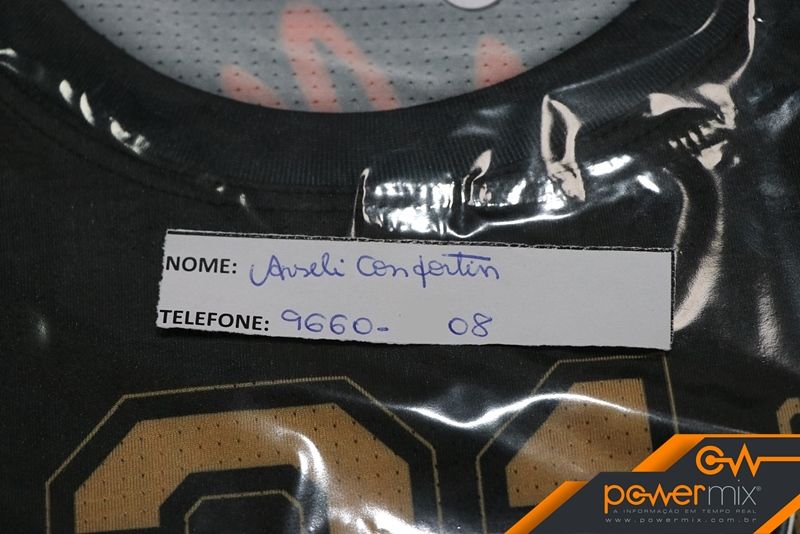 NOME: Anseli Confortin
TELEFONE: 9660- 08
powermix®
A INFORMAÇÃO EM TEMPO REAL
www.powermix.com.br